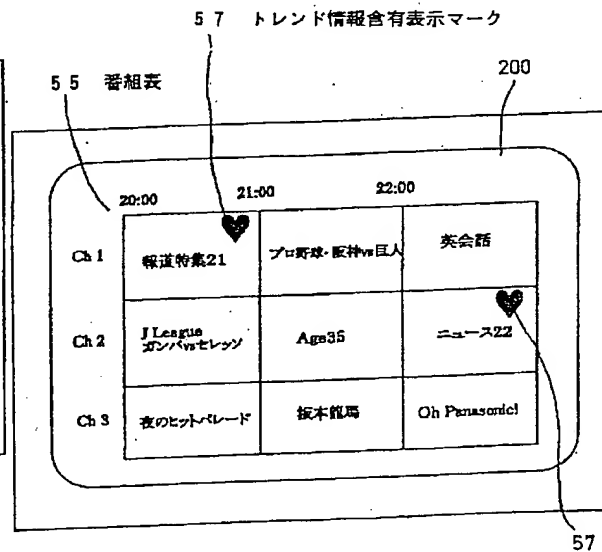 57 トレンド情報含有表示マーク
55 番組表
200
20:00 21:00 22:00
Ch 1 報道特集21 プロ野球・阪神vs巨人 英会話
Ch 2 J League Age35 ニュース22
ガンバvsセレッソ
Ch 3 夜のヒットパレード 坂本龍馬 Oh Panasonic!
57